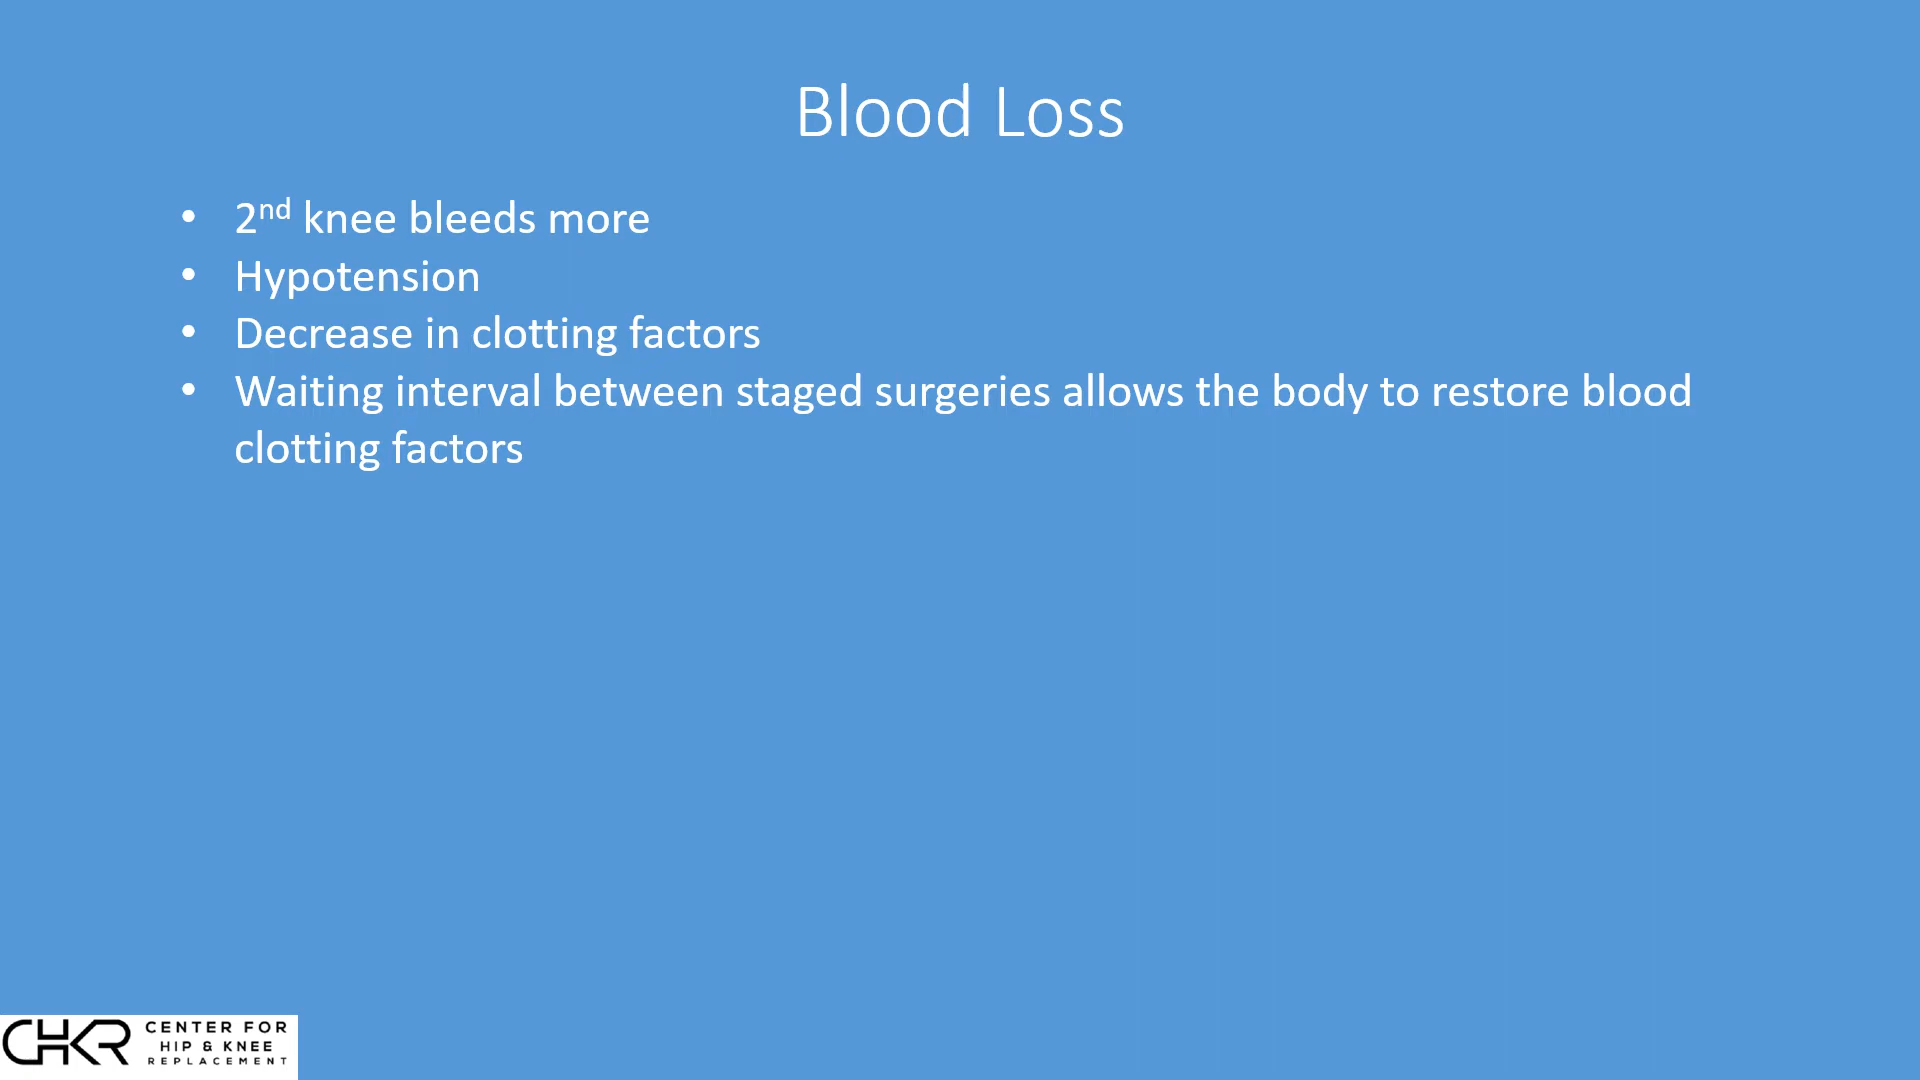 Blood Loss
• 2nd knee bleeds more
• Hypotension
• Decrease in clotting factors
• Waiting interval between staged surgeries allows the body to restore blood
clotting factors
CHKR
CENTER FOR
HIP & KNEE
REPLACEMENT